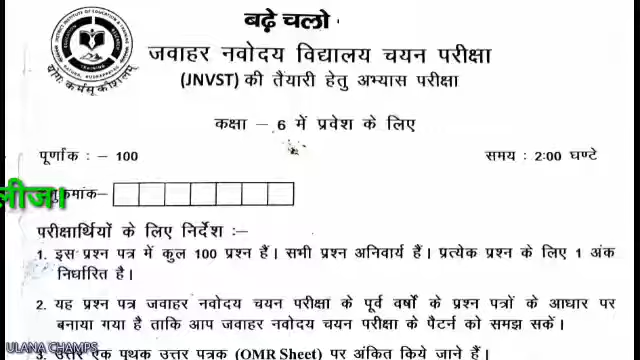 बढ़े चलो
जवाहर नवोदय विद्यालय चयन परीक्षा
(JNVST) की तैयारी हेतु अभ्यास परीक्षा
कक्षा – 6 में प्रवेश के लिए
पूर्णांक : – 100
समय : 2:00 घण्टे
लीज।
परीक्षार्थियों के लिए निर्देश :–
1. इस प्रश्न पत्र में कुल 100 प्रश्न हैं। सभी प्रश्न अनिवार्य हैं। प्रत्येक प्रश्न के लिए 1 अंक
निर्धारित है।
2. यह प्रश्न पत्र जवाहर नवोदय चयन परीक्षा के पूर्व वर्षो के प्रश्न पत्रों के आधार पर
बनाया गया है ताकि आप जवाहर नवोदय चयन परीक्षा के पैटर्न को समझ सकें।
ULANA CHAMPS
3. उत्तर एक पृथक उत्तर पत्रक (OMR Sheet) पर अंकित किये जाने हैं।